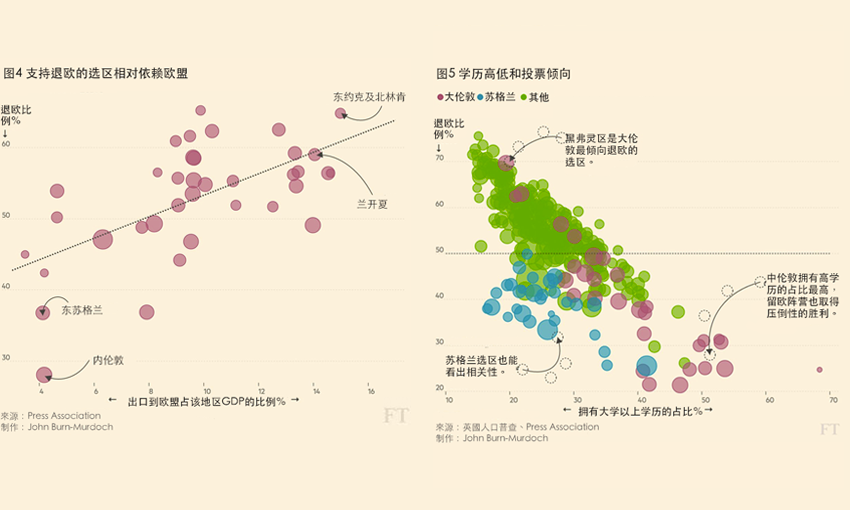 图4 支持退欧的选区相对依赖欧盟
退欧比
例%
↓
东约克及北林肯
60
兰开夏
50
40
东苏格兰
内伦敦
30
4
6
8
10
12
14
16
← 出口到欧盟占该地区GDP的比例% →
來源：Press Association
制作：John Burn-Murdoch
FT
图5 学历高低和投票倾向
大伦敦 苏格兰 其他
退欧比
例%
↓
黑弗灵区是大伦
敦最倾向退欧的
选区。
70
60
50
中伦敦拥有高学
历的占比最高，
留欧阵营也取得
压倒性的胜利。
40
苏格兰选区也能
看出相关性。
30
20
10
20
30
40
50
60
70
← 拥有大学以上学历的占比% →
來源：英國人口普查、Press Association
制作：John Burn-Murdoch
FT